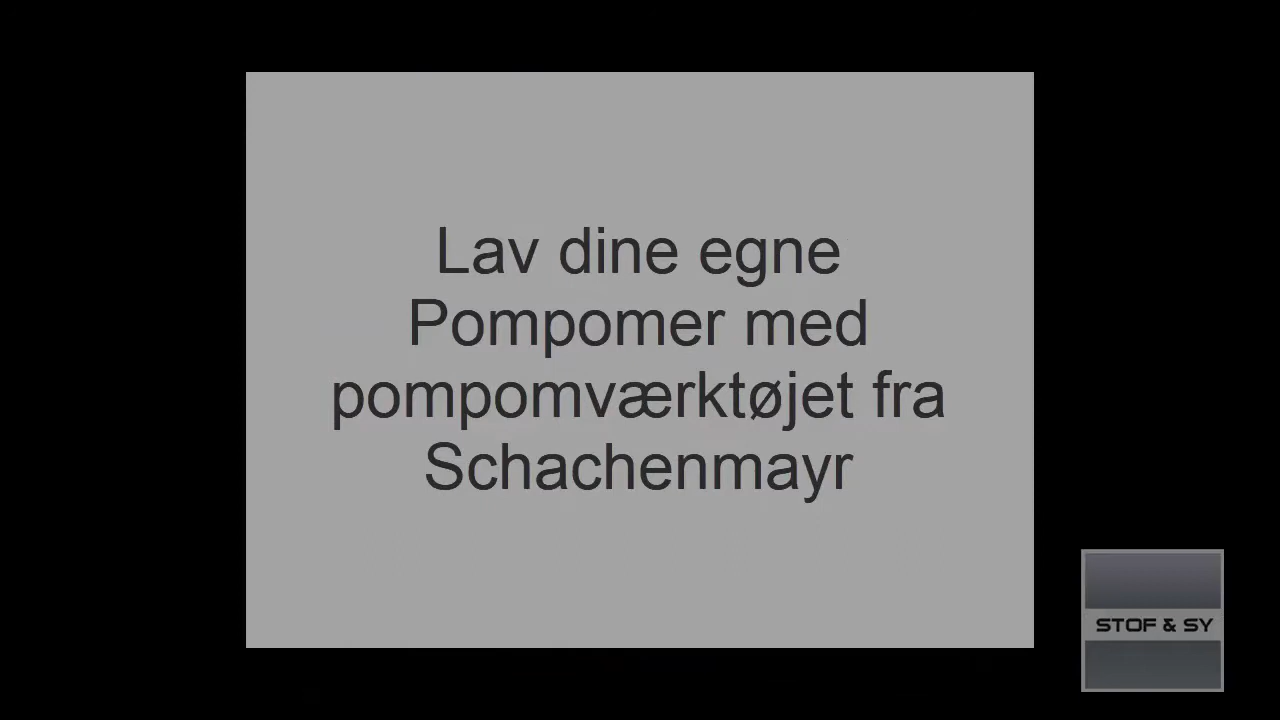 Lav dine egne
Pompomer med
pompomværktøjet fra
Schachenmayr
STOF & SY